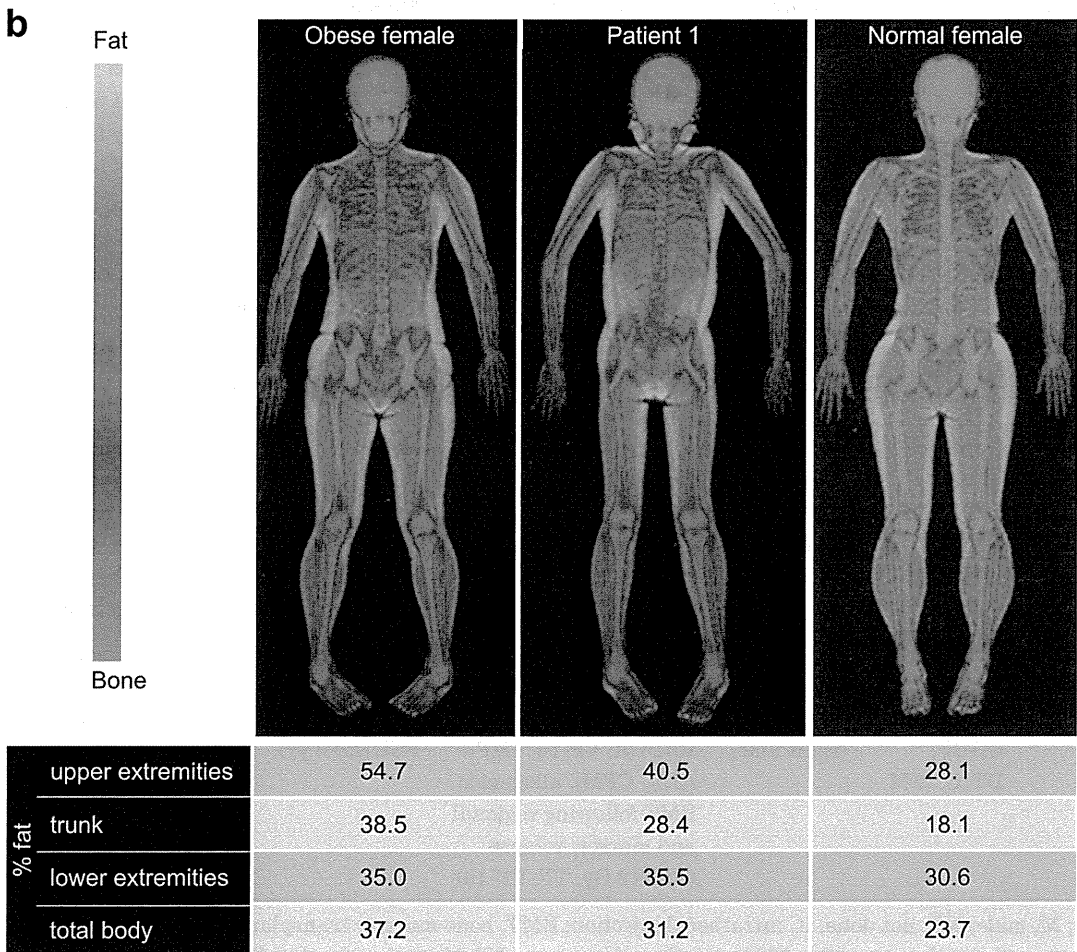 b
Fat
Bone
Obese female
Patient 1
Normal female
% fat
upper extremities 54.7 40.5 28.1
trunk 38.5 28.4 18.1
lower extremities 35.0 35.5 30.6
total body 37.2 31.2 23.7